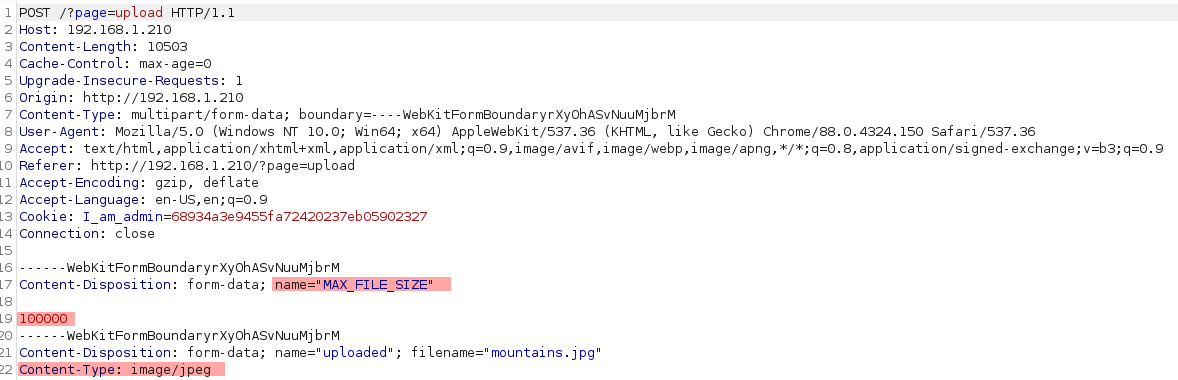 1 POST /?page=upload HTTP/1.1
2 Host: 192.168.1.210
3 Content-Length: 10503
4 Cache-Control: max-age=0
5 Upgrade-Insecure-Requests: 1
6 Origin: http://192.168.1.210
7 Content-Type: multipart/form-data; boundary=----WebKitFormBoundaryrXyOhASvNuuMjbrM
8 User-Agent: Mozilla/5.0 (Windows NT 10.0; Win64; x64) AppleWebKit/537.36 (KHTML, like Gecko) Chrome/88.0.4324.150 Safari/537.36
9 Accept: text/html,application/xhtml+xml,application/xml;q=0.9,image/avif,image/webp,image/apng,*/*;q=0.8,application/signed-exchange;v=b3;q=0.9
10 Referer: http://192.168.1.210/?page=upload
11 Accept-Encoding: gzip, deflate
12 Accept-Language: en-US,en;q=0.9
13 Cookie: I_am_admin=68934a3e9455fa72420237eb05902327
14 Connection: close
15
16 ------WebKitFormBoundaryrXyOhASvNuuMjbrM
17 Content-Disposition: form-data; name="MAX_FILE_SIZE"
18
19 100000
20 ------WebKitFormBoundaryrXyOhASvNuuMjbrM
21 Content-Disposition: form-data; name="uploaded"; filename="mountains.jpg"
22 Content-Type: image/jpeg